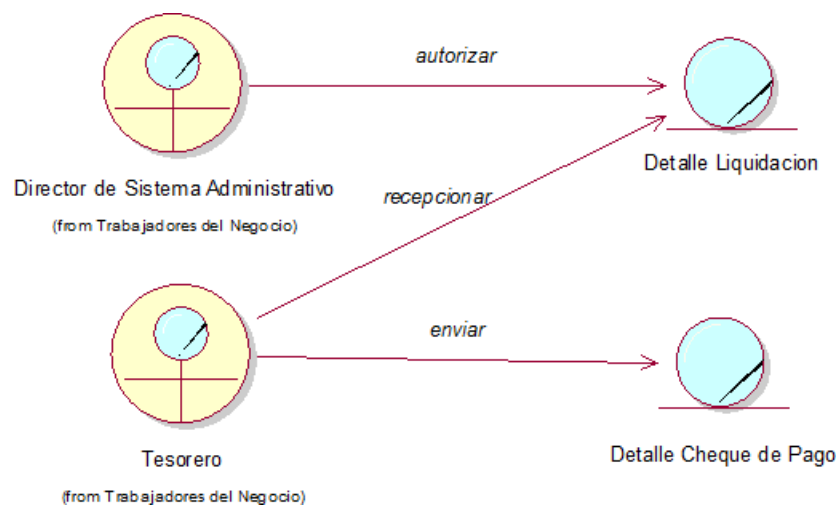 autorizar
Director de Sistema Administrativo
(from Trabajadores del Negocio)
Detalle Liquidacion
recepcionar
enviar
Tesorero
(from Trabajadores del Negocio)
Detalle Cheque de Pago